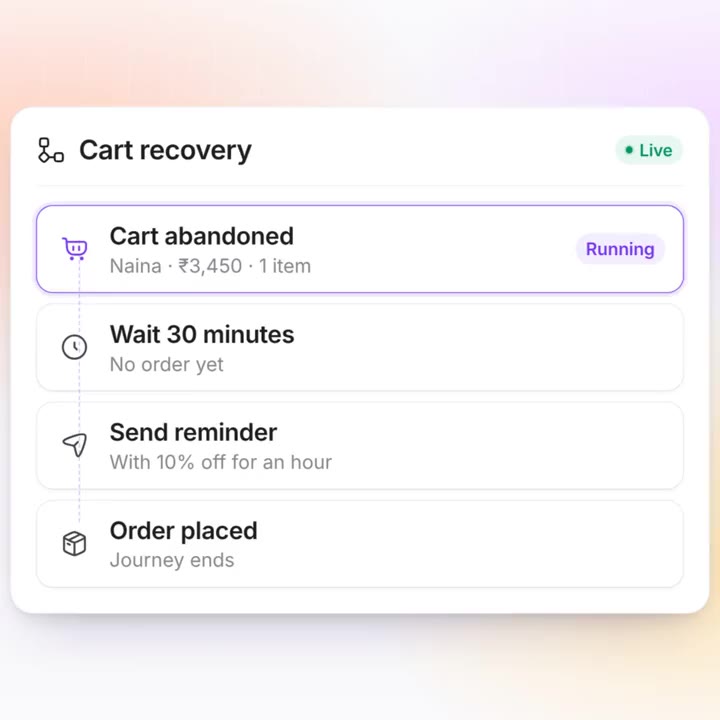 Cart recovery
Live
Cart abandoned
Naina · ₹3,450 · 1 item
Running
Wait 30 minutes
No order yet
Send reminder
With 10% off for an hour
Order placed
Journey ends